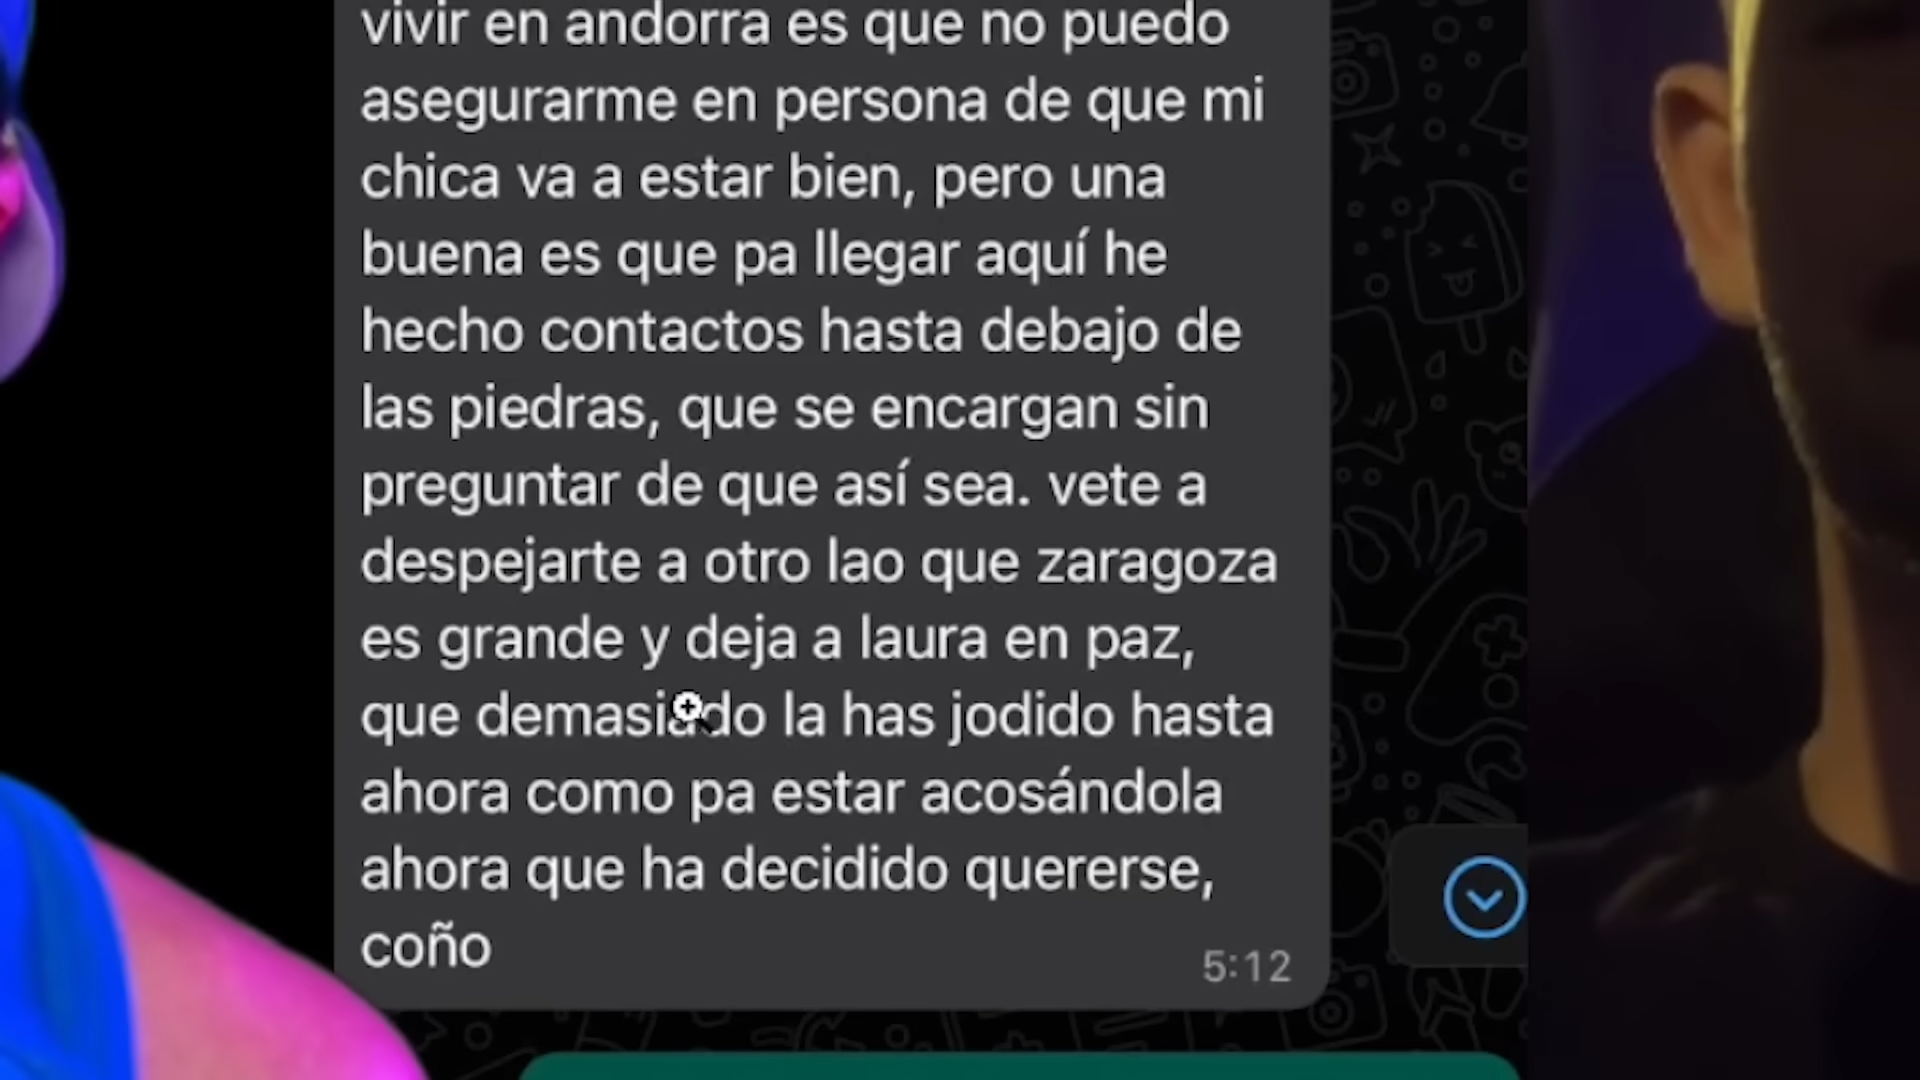 vivir en andorra es que no puedo
asegurarme en persona de que mi
chica va a estar bien, pero una
buena es que pa llegar aquí he
hecho contactos hasta debajo de
las piedras, que se encargan sin
preguntar de que así sea. vete a
despejarte a otro lao que zaragoza
es grande y deja a laura en paz,
que demasiado la has jodido hasta
ahora como pa estar acosándola
ahora que ha decidido quererse,
coño
5:12